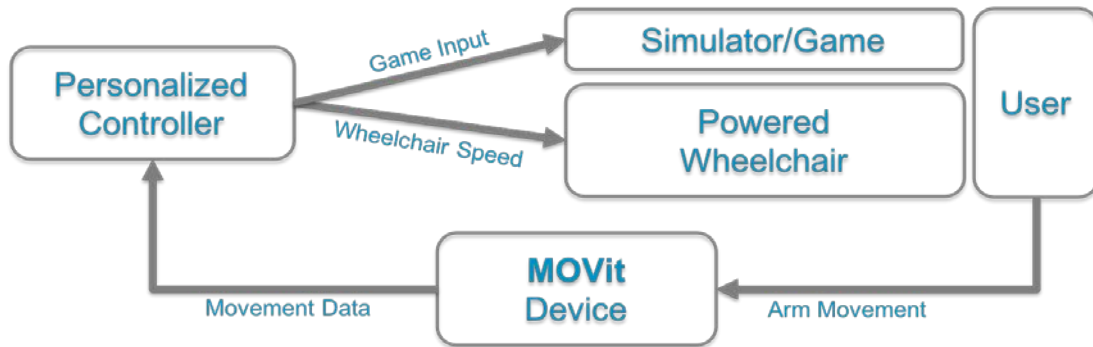 Personalized
Controller
Game Input
Wheelchair Speed
Simulator/Game
Powered
Wheelchair
User
MOVit
Device
Movement Data
Arm Movement